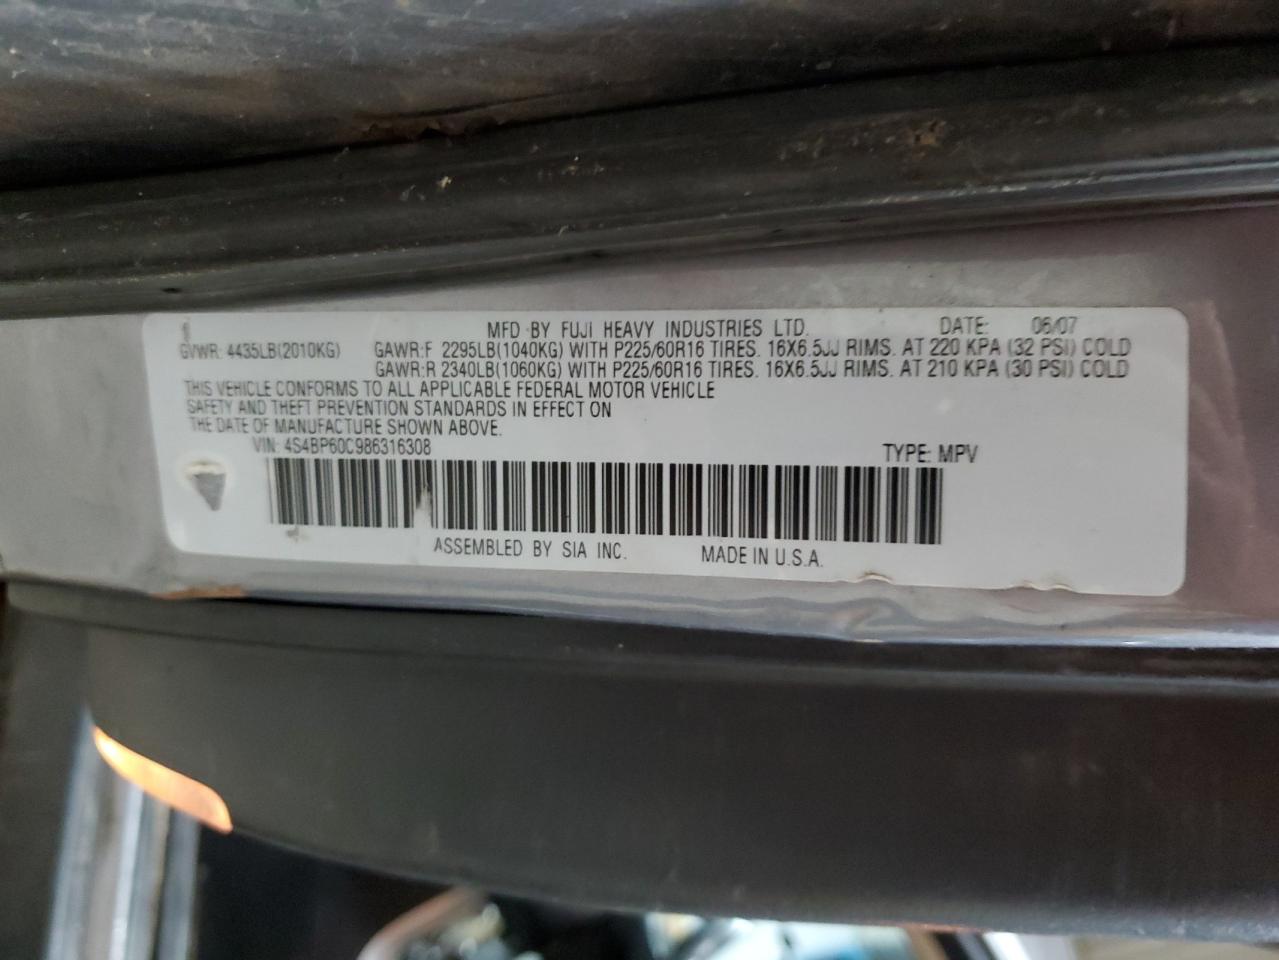 MFD BY FUJI HEAVY INDUSTRIES LTD. DATE: 06/07
GVWR: 4435LB(2010KG) GAWR:F 2295LB(1040KG) WITH P225/60R16 TIRES. 16X6.5JJ RIMS. AT 220 KPA (32 PSI) COLD
GAWR:R 2340LB(1060KG) WITH P225/60R16 TIRES. 16X6.5JJ RIMS. AT 210 KPA (30 PSI) COLD
THIS VEHICLE CONFORMS TO ALL APPLICABLE FEDERAL MOTOR VEHICLE
SAFETY AND THEFT PREVENTION STANDARDS IN EFFECT ON
THE DATE OF MANUFACTURE SHOWN ABOVE.
VIN: 4S4BP60C986316308 TYPE: MPV
ASSEMBLED BY SIA INC. MADE IN U.S.A.